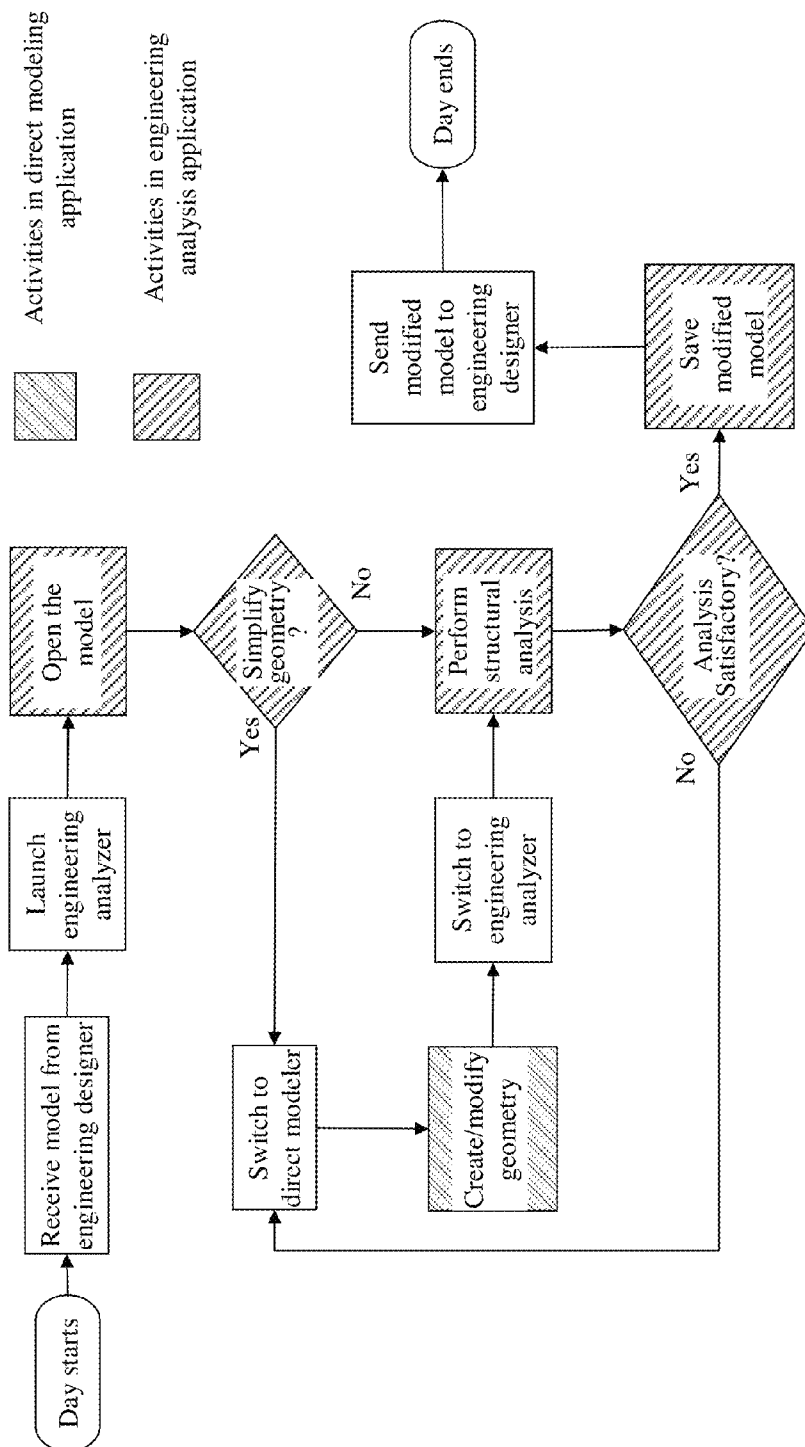 Day starts
Receive model from
engineering designer
Launch
engineering
analyzer
Open the
model
Activities in direct modeling
application
Activities in engineering
analysis application
Simplify
geometry
?
Yes
No
Switch to
direct modeler
Create/modify
geometry
Switch to
engineering
analyzer
Perform
structural
analysis
Analysis
Satisfactory?
No
Yes
Save
modified
model
Send
modified
model to
engineering
designer
Day ends